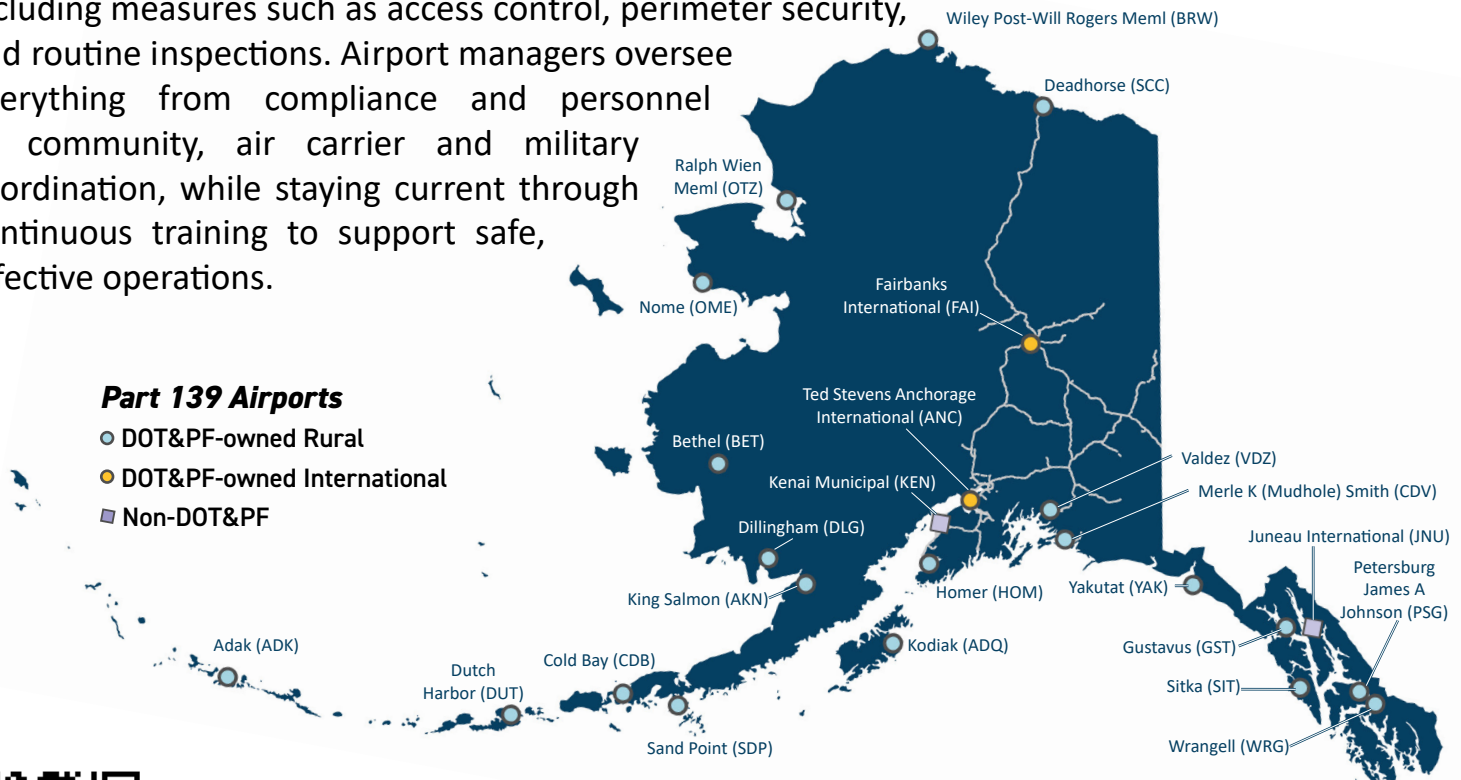 cluding measures such as access control, perimeter security,
d routine inspections. Airport managers oversee
erything from compliance and personnel
community, air carrier and military
ordination, while staying current through
ntinuous training to support safe,
fective operations.
Wiley Post-Will Rogers Meml (BRW)
Deadhorse (SCC)
Ralph Wien
Meml (OTZ)
Nome (OME)
Fairbanks
International (FAI)
Part 139 Airports
DOT&PF-owned Rural
DOT&PF-owned International
Non-DOT&PF
Ted Stevens Anchorage
International (ANC)
Bethel (BET)
Kenai Municipal (KEN)
Valdez (VDZ)
Merle K (Mudhole) Smith (CDV)
Dillingham (DLG)
Juneau International (JNU)
Petersburg
James A
Johnson (PSG)
King Salmon (AKN)
Homer (HOM)
Yakutat (YAK)
Adak (ADK)
Kodiak (ADQ)
Gustavus (GST)
Dutch
Harbor (DUT)
Cold Bay (CDB)
Sitka (SIT)
Sand Point (SDP)
Wrangell (WRG)